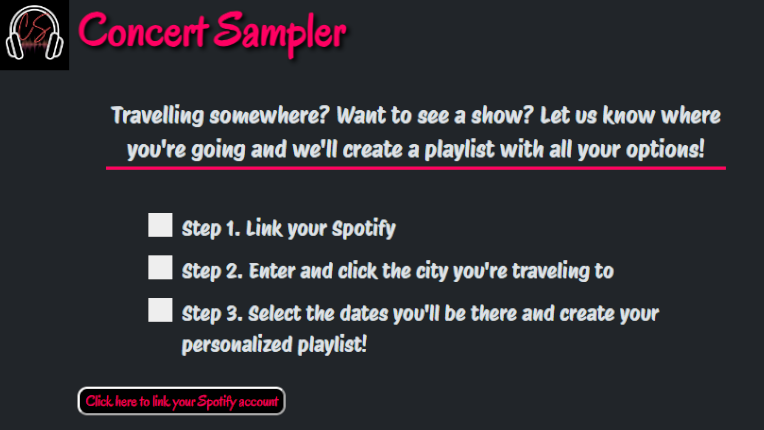 Concert Sampler
Travelling somewhere? Want to see a show? Let us know where
you're going and we'll create a playlist with all your options!
Step 1. Link your Spotify
Step 2. Enter and click the city you're traveling to
Step 3. Select the dates you'll be there and create your
personalized playlist!
Click here to link your Spotify account